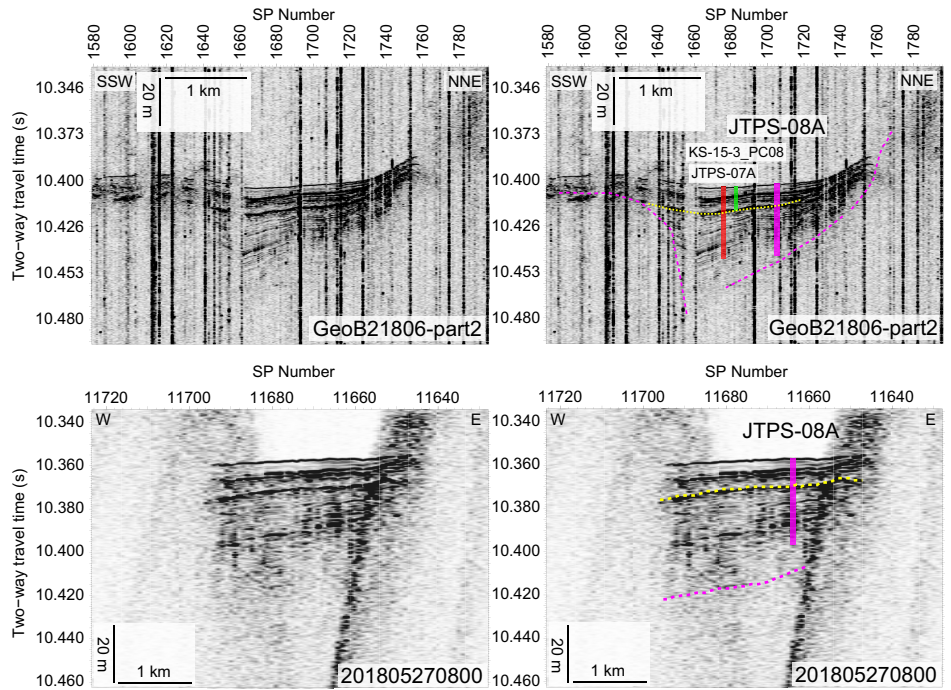 SP Number
SP Number
1580 1600 1620 1640 1660 1680 1700 1720 1740 1760 1780
1580 1600 1620 1640 1660 1680 1700 1720 1740 1760 1780
SSW
1 km
20 m
NNE
SSW
1 km
20 m
NNE
Two-way travel time (s)
10.346
10.373
10.400
10.426
10.453
10.480
10.346
10.373
10.400
10.426
10.453
10.480
JTPS-08A
KS-15-3_PC08
JTPS-07A
GeoB21806-part2
GeoB21806-part2
SP Number
SP Number
11720 11700 11680 11660 11640
11720 11700 11680 11660 11640
W
E
W
E
JTPS-08A
Two-way travel time (s)
10.340
10.360
10.380
10.400
10.420
10.440
10.460
10.340
10.360
10.380
10.400
10.420
10.440
10.460
20 m
1 km
201805270800
20 m
1 km
201805270800